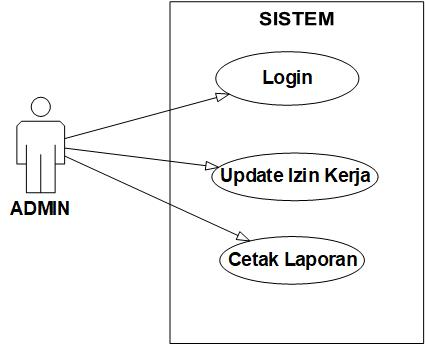 SISTEM
Login
Update Izin Kerja
ADMIN
Cetak Laporan